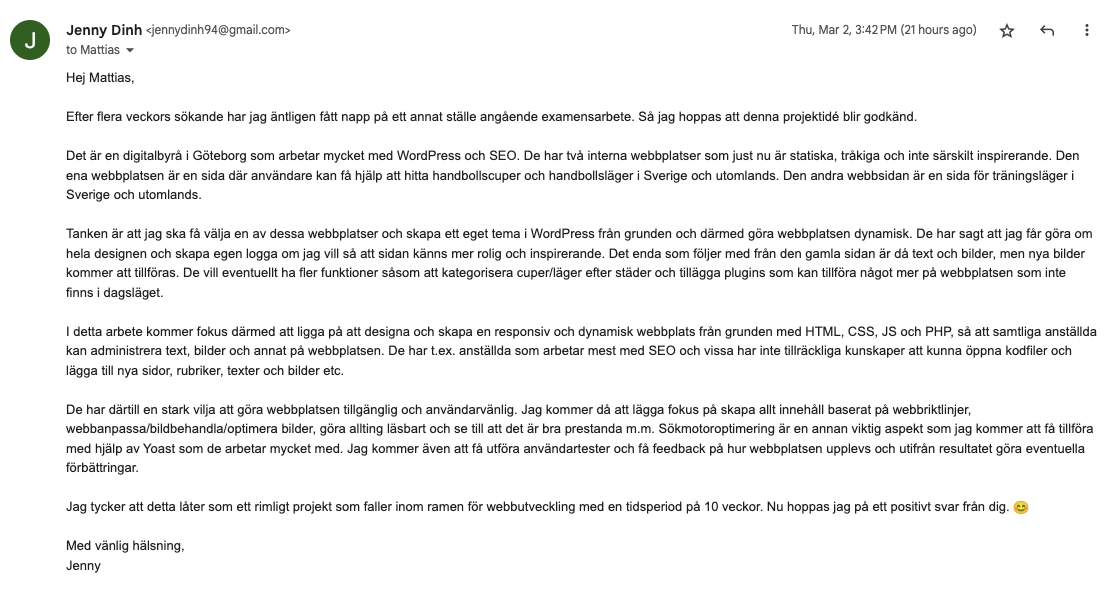 J
Jenny Dinh <jennydinh94@gmail.com>
Thu, Mar 2, 3:42 PM (21 hours ago)
to Mattias
Hej Mattias,
Efter flera veckors sökande har jag äntligen fått napp på ett annat ställe angående examensarbete. Så jag hoppas att denna projektidé blir godkänd.
Det är en digitalbyrå i Göteborg som arbetar mycket med WordPress och SEO. De har två interna webbplatser som just nu är statiska, tråkiga och inte särskilt inspirerande. Den
ena webbplatsen är en sida där användare kan få hjälp att hitta handbollscuper och handbollsläger i Sverige och utomlands. Den andra webbsidan är en sida för träningsläger i
Sverige och utomlands.
Tanken är att jag ska få välja en av dessa webbplatser och skapa ett eget tema i WordPress från grunden och därmed göra webbplatsen dynamisk. De har sagt att jag får göra om
hela designen och skapa egen logga om jag vill så att sidan känns mer rolig och inspirerande. Det enda som följer med från den gamla sidan är då text och bilder, men nya bilder
kommer att tillföras. De vill eventuellt ha fler funktioner såsom att kategorisera cuper/läger efter städer och tillägga plugins som kan tillföra något mer på webbplatsen som inte
finns i dagsläget.
I detta arbete kommer fokus därmed att ligga på att designa och skapa en responsiv och dynamisk webbplats från grunden med HTML, CSS, JS och PHP, så att samtliga anställda
kan administrera text, bilder och annat på webbplatsen. De har t.ex. anställda som arbetar mest med SEO och vissa har inte tillräckliga kunskaper att kunna öppna kodfiler och
lägga till nya sidor, rubriker, texter och bilder etc.
De har därtill en stark vilja att göra webbplatsen tillgänglig och användarvänlig. Jag kommer då att lägga fokus på skapa allt innehåll baserat på webbriktlinjer,
webbanpassa/bildbehandla/optimera bilder, göra allting läsbart och se till att det är bra prestanda m.m. Sökmotoroptimering är en annan viktig aspekt som jag kommer att få tillföra
med hjälp av Yoast som de arbetar mycket med. Jag kommer även att få utföra användartester och få feedback på hur webbplatsen upplevs och utifrån resultatet göra eventuella
förbättringar.
Jag tycker att detta låter som ett rimligt projekt som faller inom ramen för webbutveckling med en tidsperiod på 10 veckor. Nu hoppas jag på ett positivt svar från dig. 😊
Med vänlig hälsning,
Jenny